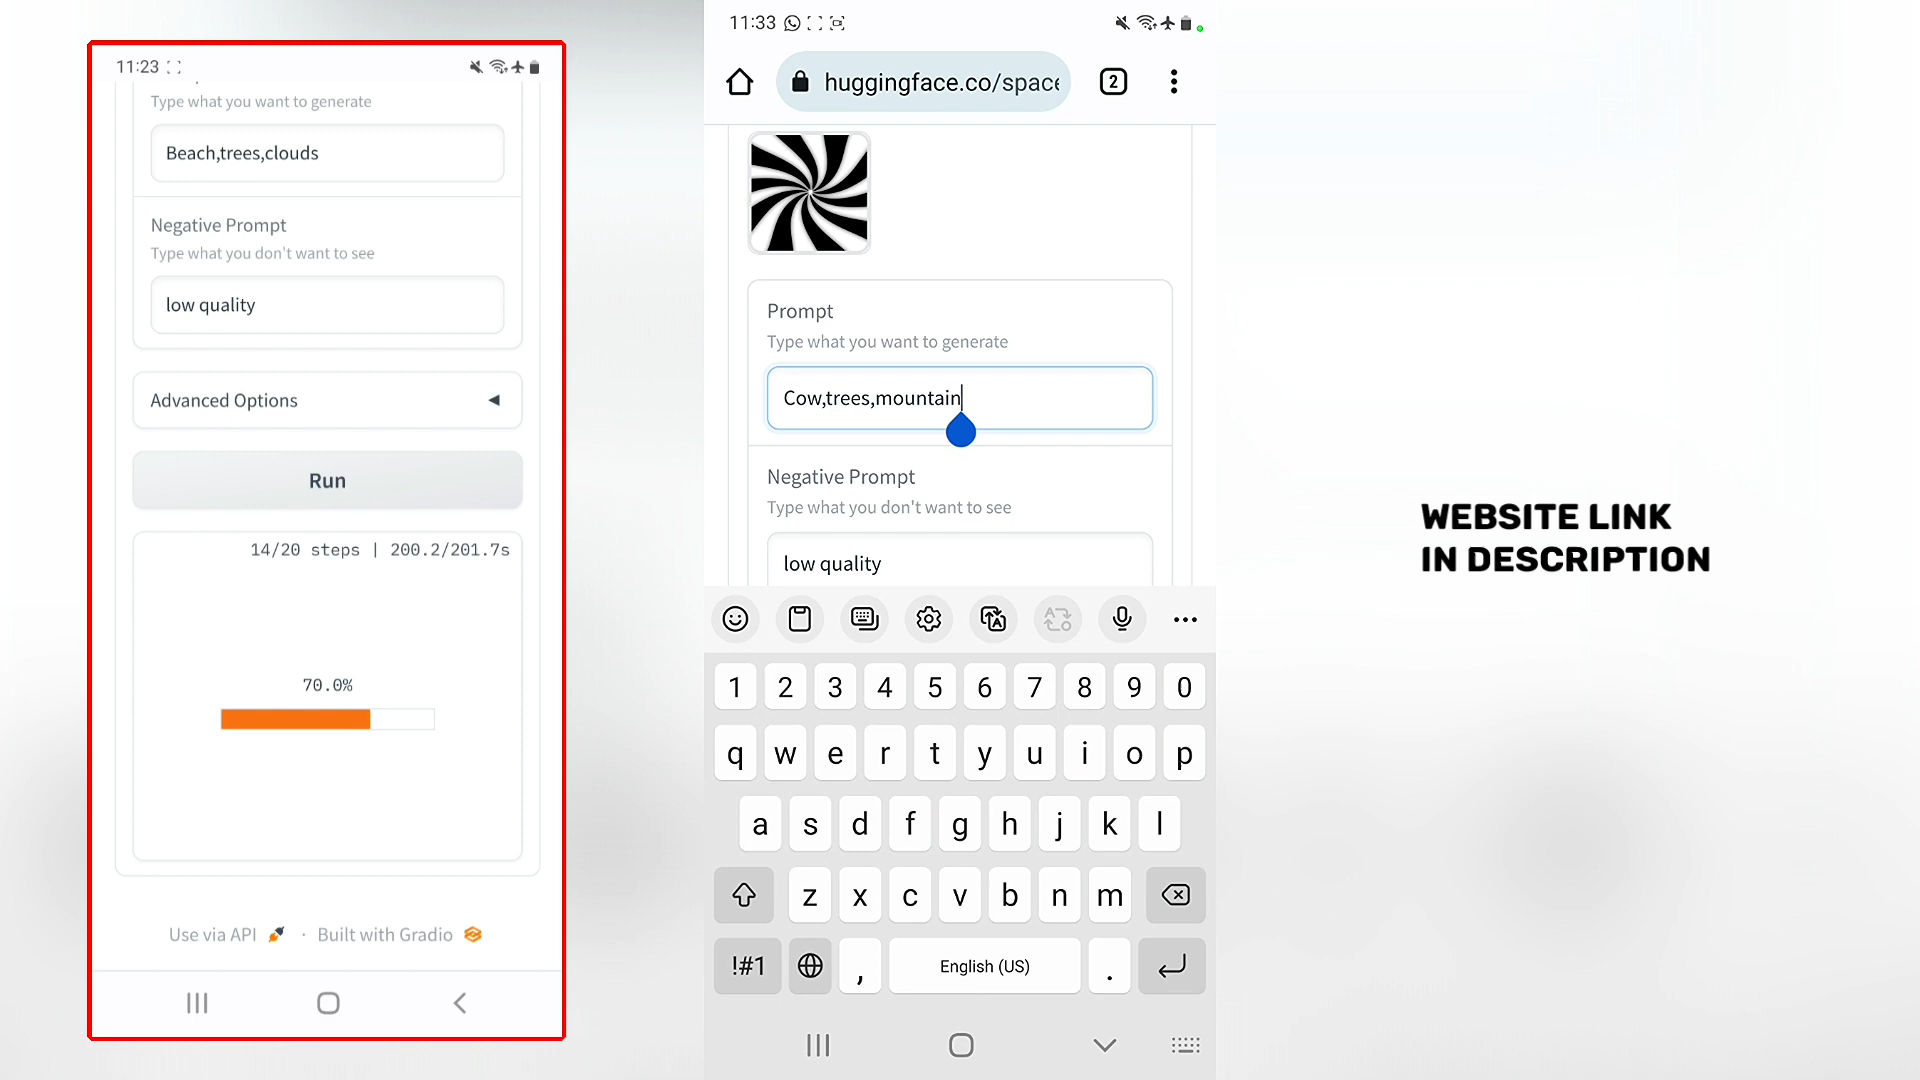 11:23
Type what you want to generate
Beach,trees,clouds
Negative Prompt
Type what you don't want to see
low quality
Advanced Options
Run
14/20 steps | 200.2/201.7s
70.0%
Use via API · Built with Gradio
11:33
huggingface.co/space
2
Prompt
Type what you want to generate
Cow,trees,mountain
Negative Prompt
Type what you don't want to see
low quality
1 2 3 4 5 6 7 8 9 0
q w e r t y u i o p
a s d f g h j k l
z x c v b n m
!#1 , English (US) .
WEBSITE LINK
IN DESCRIPTION